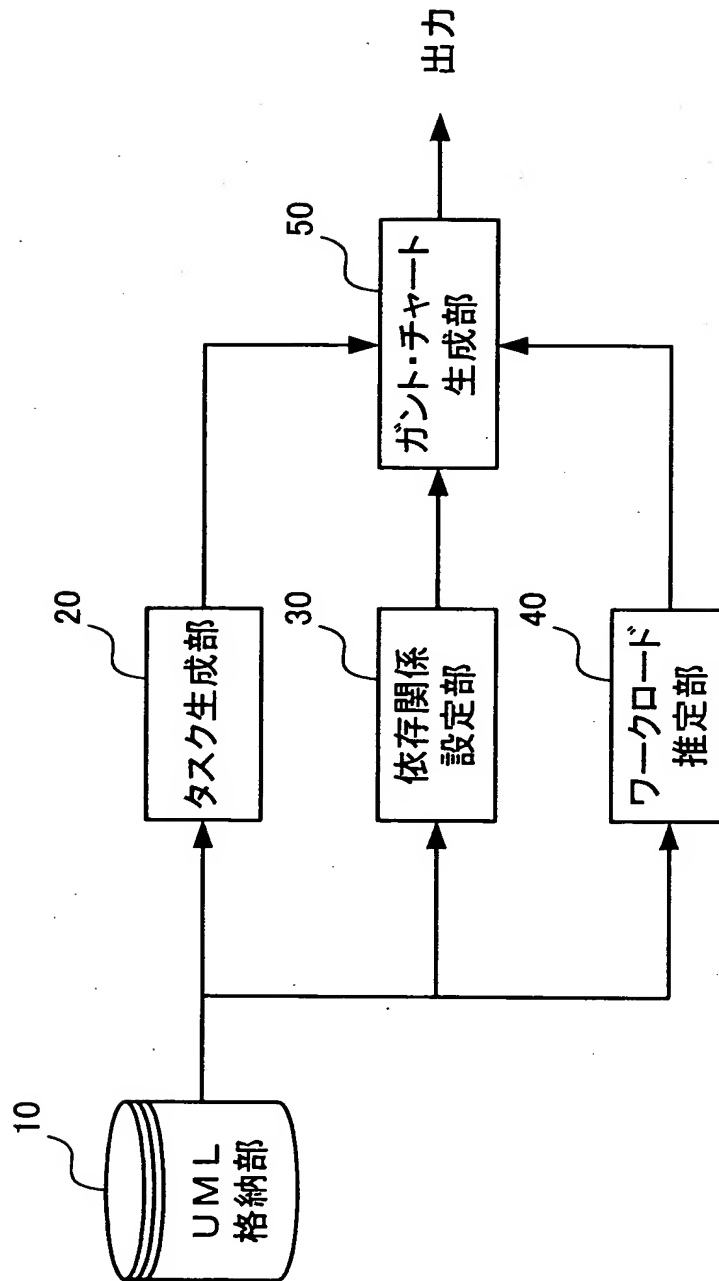 10
UML
格納部
20
タスク生成部
30
依存関係
設定部
40
ワークロード
推定部
50
ガント・チャート
生成部
出力